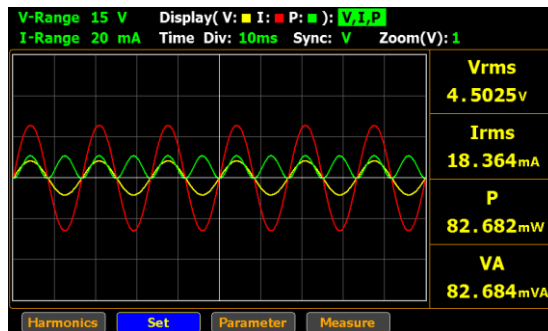 V-Range 15 V Display( V: I: P: ): V,I,P
I-Range 20 mA Time Div: 10ms Sync: V Zoom(V): 1
Vrms
4.5025V
Irms
18.364mA
P
82.682mW
VA
82.684mVA
Harmonics Set Parameter Measure